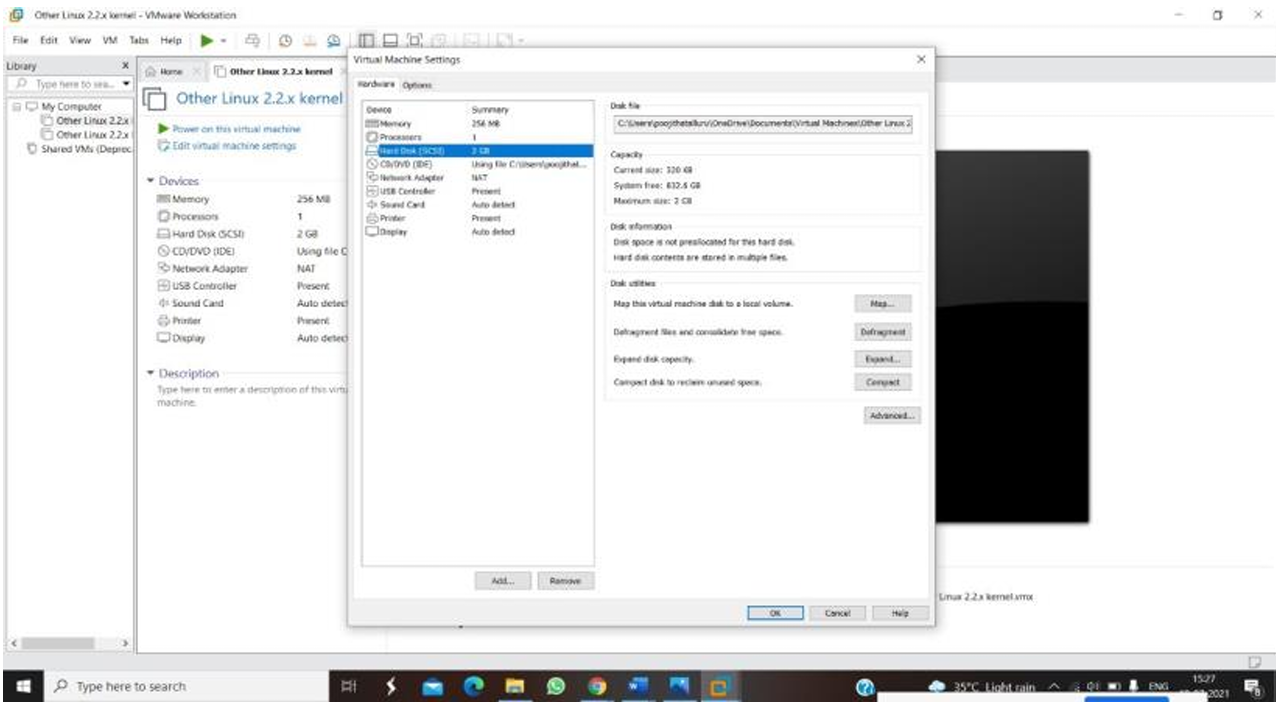 Other Linux 2.2.x kernel - VMware Workstation
File Edit View VM Tabs Help
Library X
Type here to sea...
My Computer
Other Linux 2.2.x
Other Linux 2.2.x
Shared VMs (Deprec
Home Other Linux 2.2.x kernel
Other Linux 2.2.x kernel
Power on this virtual machine
Edit virtual machine settings
Devices
Memory 256 MB
Processors 1
Hard Disk (SCSI) 2 GB
CD/DVD (IDE) Using file C
Network Adapter NAT
USB Controller Present
Sound Card Auto detect
Printer Present
Display Auto detect
Description
Type here to enter a description of this virtu
machine.
Virtual Machine Settings
Hardware Options
Device Summary
Memory 256 MB
Processors 1
Hard Disk (SCSI) 2 GB
CD/DVD (IDE) Using file C:\Users\poojithat...
Network Adapter NAT
USB Controller Present
Sound Card Auto detect
Printer Present
Display Auto detect
Add... Remove
Disk file
C:\Users\poojithatalluru\OneDrive\Documents\Virtual Machines\Other Linux 2
Capacity
Current size: 320 KB
System free: 832.6 GB
Maximum size: 2 GB
Disk information
Disk space is not preallocated for this hard disk.
Hard disk contents are stored in multiple files.
Disk utilities
Map this virtual machine disk to a local volume. Map...
Defragment files and consolidate free space. Defragment
Expand disk capacity. Expand...
Compact disk to reclaim unused space. Compact
Advanced...
OK Cancel Help
Linux 2.2.x kernel.vmx
Type here to search
35°C Light rain ENG 15:27
2021